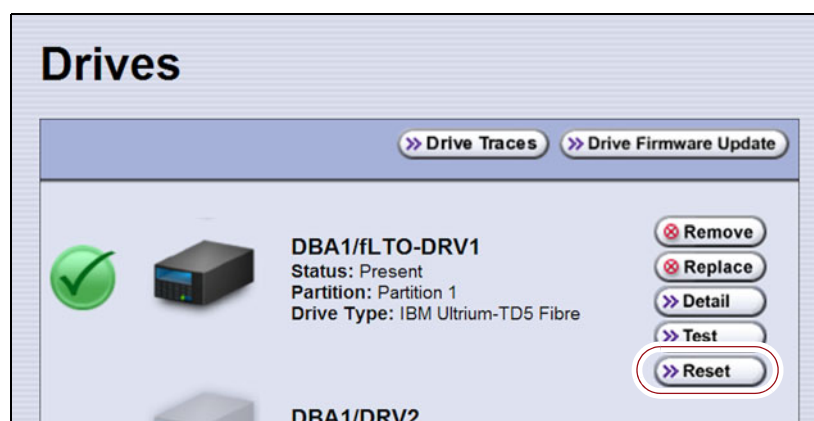 Drives
Drive Traces
Drive Firmware Update
DBA1/fLTO-DRV1
Status: Present
Partition: Partition 1
Drive Type: IBM Ultrium-TD5 Fibre
Remove
Replace
Detail
Test
Reset
DBA1/DRV2